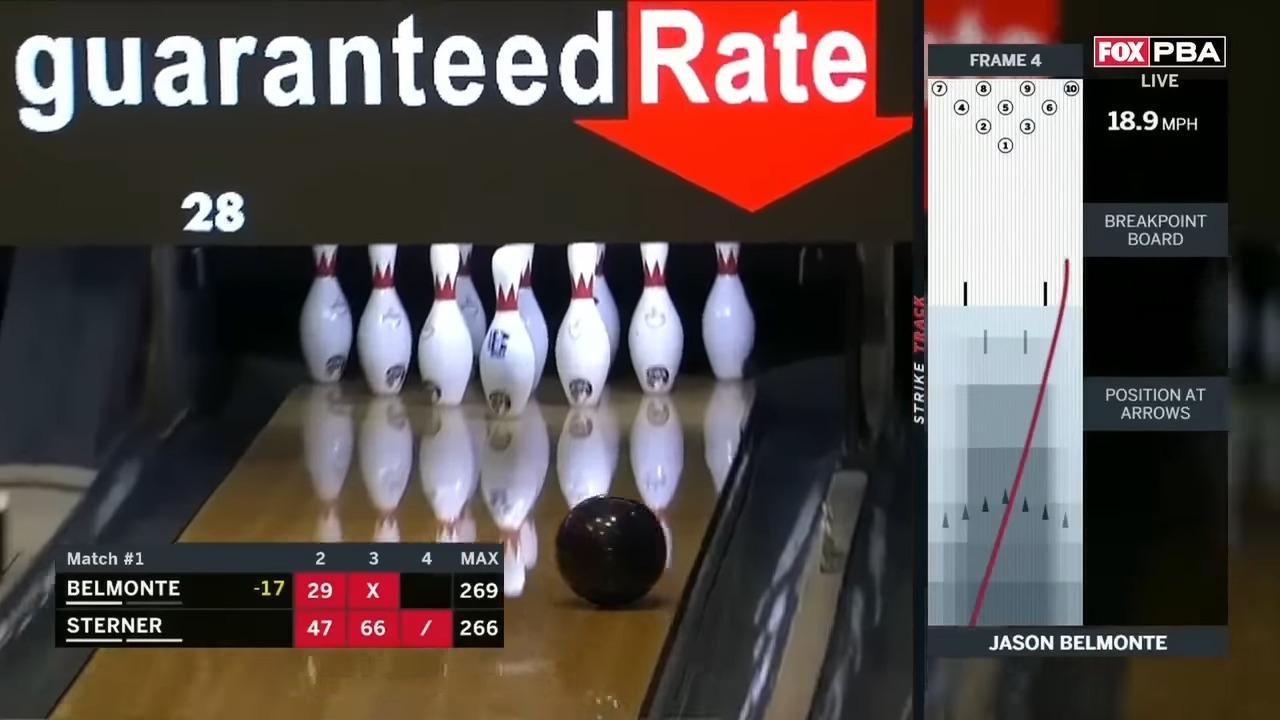 guaranteed Rate
28
FRAME 4
FOX PBA
LIVE
18.9 MPH
7 8 9 10
4 5 6
2 3
1
BREAKPOINT
BOARD
POSITION AT
ARROWS
STRIKE TRACK
Match #1 2 3 4 MAX
BELMONTE -17 29 X 269
STERNER 47 66 / 266
JASON BELMONTE